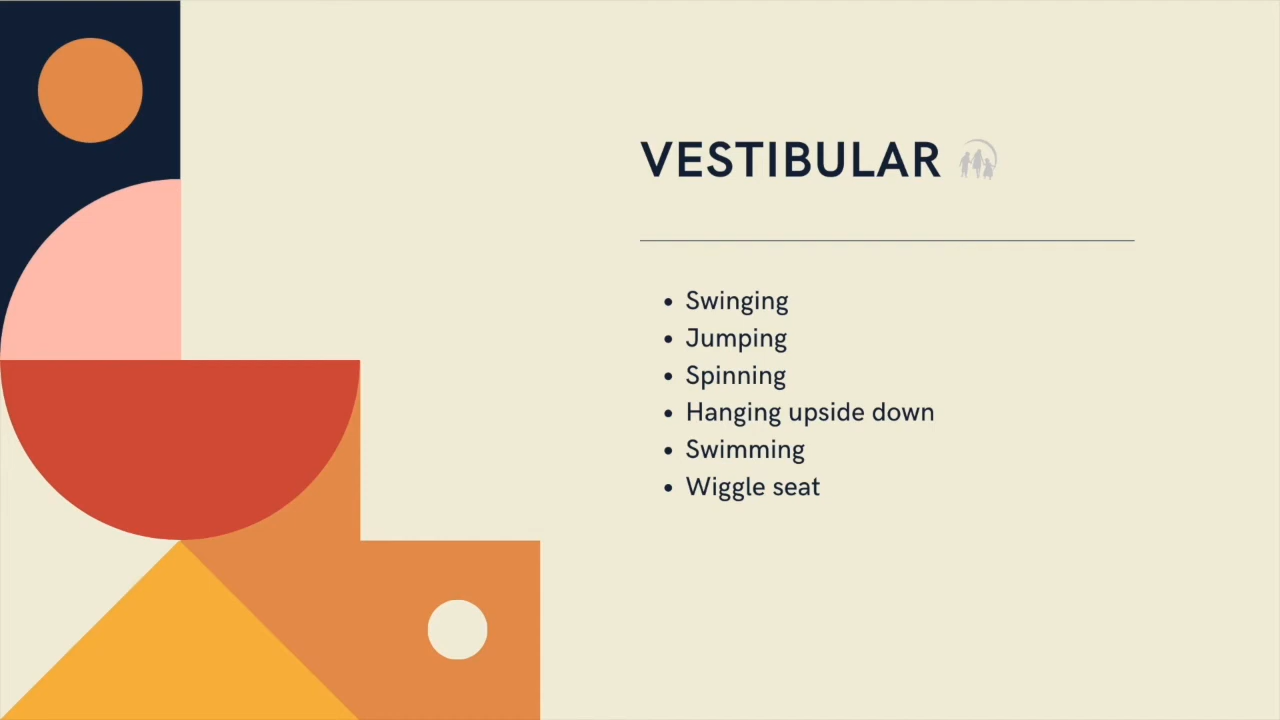 VESTIBULAR
• Swinging
• Jumping
• Spinning
• Hanging upside down
• Swimming
• Wiggle seat